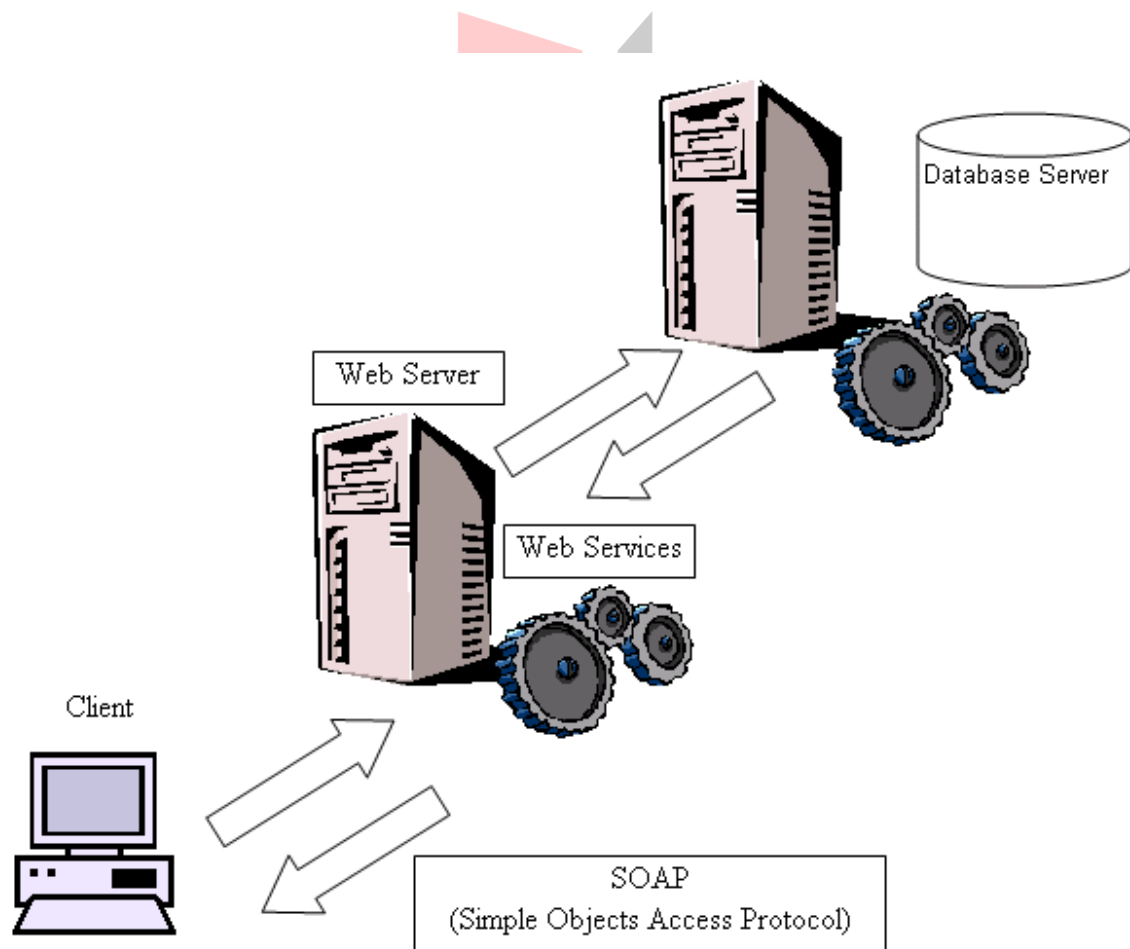 Database Server
Web Server
Web Services
Client
SOAP
(Simple Objects Access Protocol)